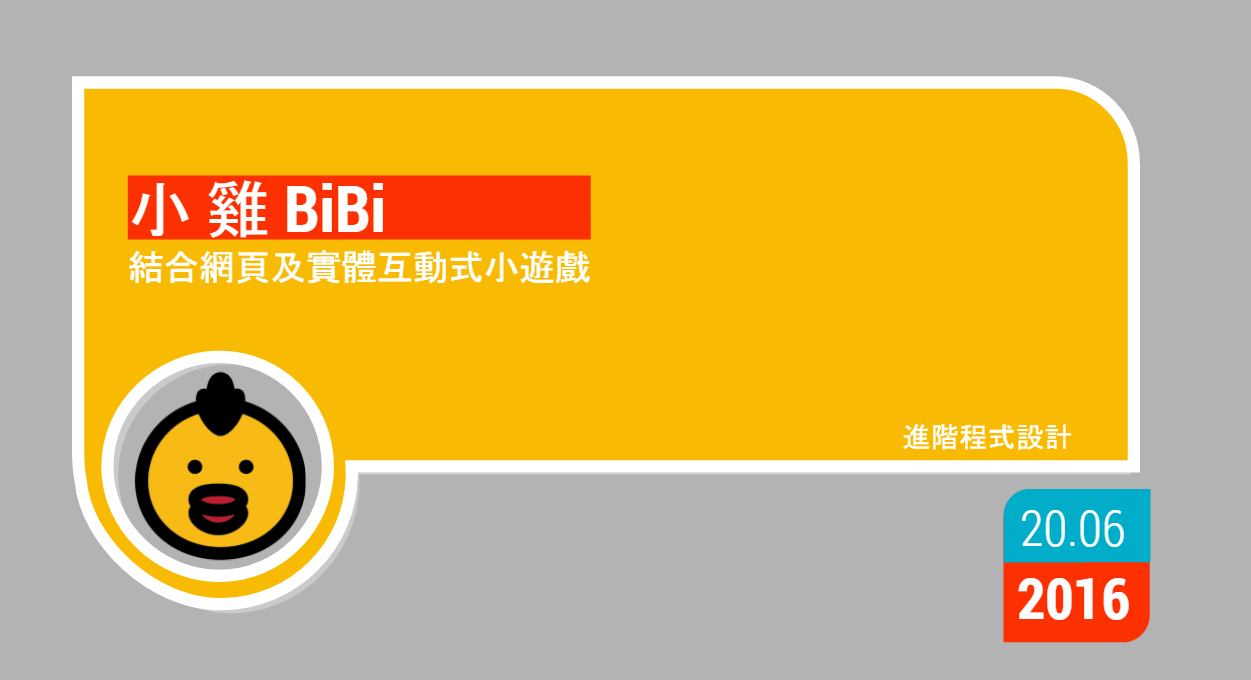 小 雞 BiBi
結合網頁及實體互動式小遊戲
進階程式設計
20.06
2016